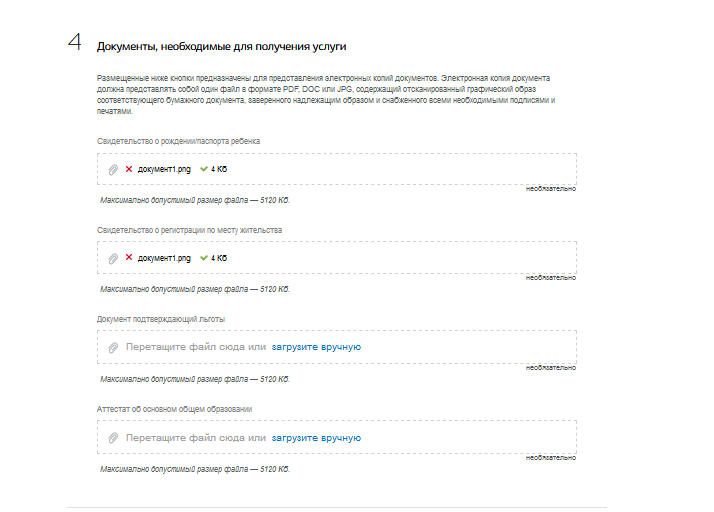 4 Документы, необходимые для получения услуги
Размещенные ниже кнопки предназначены для представления электронных копий документов. Электронная копия документа
должна представлять собой один файл в формате PDF, DOC или JPG, содержащий отсканированный графический образ
соответствующего бумажного документа, заверенного надлежащим образом и снабженного всеми необходимыми подписями и
печатями.
Свидетельство о рождении/паспорта ребенка
документ1.png 4 Кб
необязательно
Максимально допустимый размер файла — 5120 Кб.
Свидетельство о регистрации по месту жительства
документ1.png 4 Кб
необязательно
Максимально допустимый размер файла — 5120 Кб.
Документ подтверждающий льготы
Перетащите файл сюда или загрузите вручную
необязательно
Максимально допустимый размер файла — 5120 Кб.
Аттестат об основном общем образовании
Перетащите файл сюда или загрузите вручную
необязательно
Максимально допустимый размер файла — 5120 Кб.